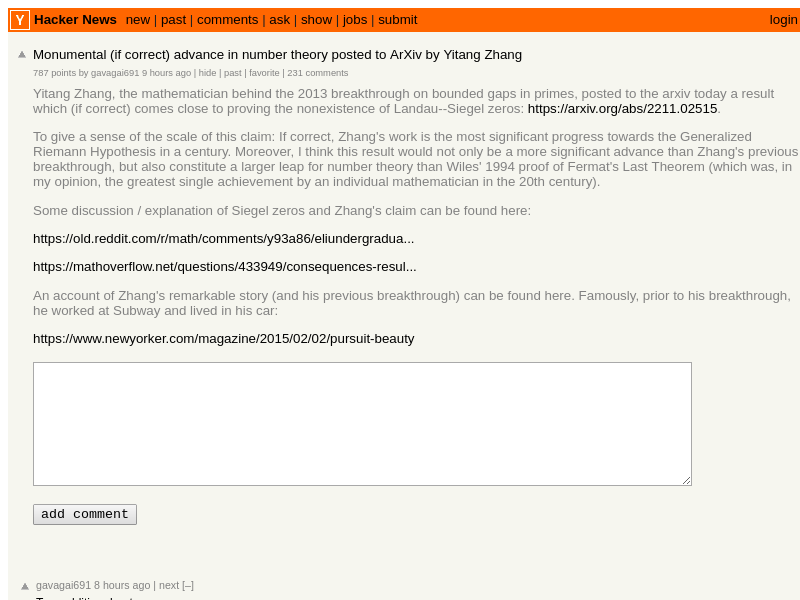 Y Hacker News new | past | comments | ask | show | jobs | submit login
Monumental (if correct) advance in number theory posted to ArXiv by Yitang Zhang
787 points by gavagai691 9 hours ago | hide | past | favorite | 231 comments
Yitang Zhang, the mathematician behind the 2013 breakthrough on bounded gaps in primes, posted to the arxiv today a result
which (if correct) comes close to proving the nonexistence of Landau--Siegel zeros: https://arxiv.org/abs/2211.02515.
To give a sense of the scale of this claim: If correct, Zhang's work is the most significant progress towards the Generalized
Riemann Hypothesis in a century. Moreover, I think this result would not only be a more significant advance than Zhang's previous
breakthrough, but also constitute a larger leap for number theory than Wiles' 1994 proof of Fermat's Last Theorem (which was, in
my opinion, the greatest single achievement by an individual mathematician in the 20th century).
Some discussion / explanation of Siegel zeros and Zhang's claim can be found here:
https://old.reddit.com/r/math/comments/y93a86/eliundergradua...
https://mathoverflow.net/questions/433949/consequences-resul...
An account of Zhang's remarkable story (and his previous breakthrough) can be found here. Famously, prior to his breakthrough,
he worked at Subway and lived in his car:
https://www.newyorker.com/magazine/2015/02/02/pursuit-beauty
add comment
gavagai691 8 hours ago | next [–]